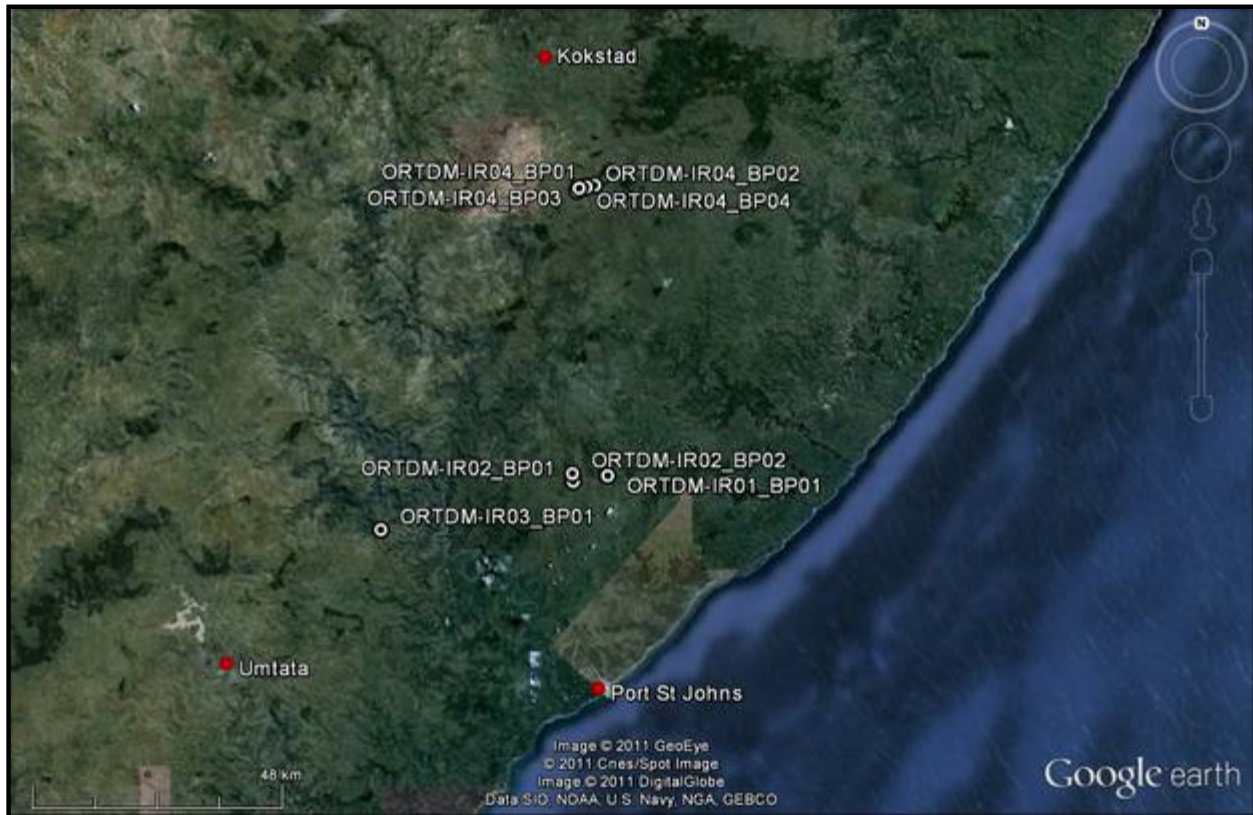 N
Kokstad
ORTDM-IR04_BP01
ORTDM-IR04_BP02
ORTDM-IR04_BP03
ORTDM-IR04_BP04
ORTDM-IR02_BP01
ORTDM-IR02_BP02
ORTDM-IR01_BP01
ORTDM-IR03_BP01
Umtata
Port St Johns
48 km
Image © 2011 GeoEye
© 2011 Cnes/Spot Image
Image © 2011 DigitalGlobe
Data SIO, NOAA, U.S. Navy, NGA, GEBCO
Google earth